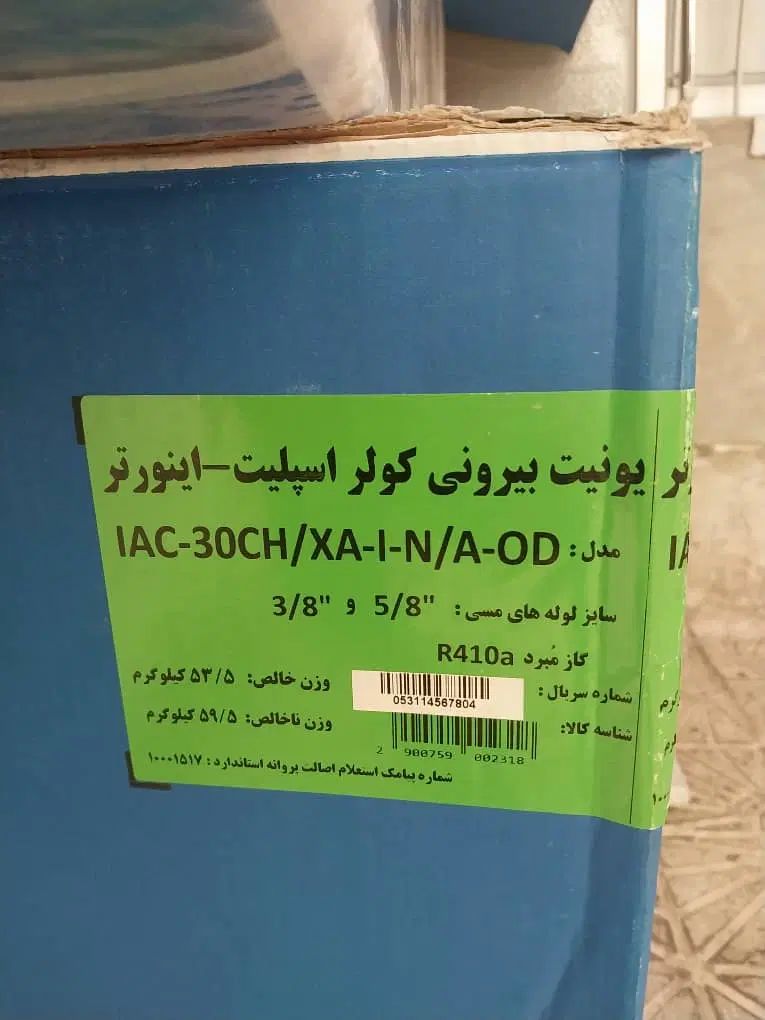 یونیت بیرونی کولر اسپلیت-اینورتر
مدل: IAC-30CH/XA-I-N/A-OD
سایز لوله های مسی: "5/8 و "3/8
گاز مُبرد R410a
شماره سریال:
053114567804
وزن خالص: ۵۳/۵ کیلوگرم
شناسه کالا:
2 900759 002318
وزن ناخالص: ۵۹/۵ کیلوگرم
شماره پیامک استعلام اصالت پروانه استاندارد: ۱۰۰۰۱۵۱۷